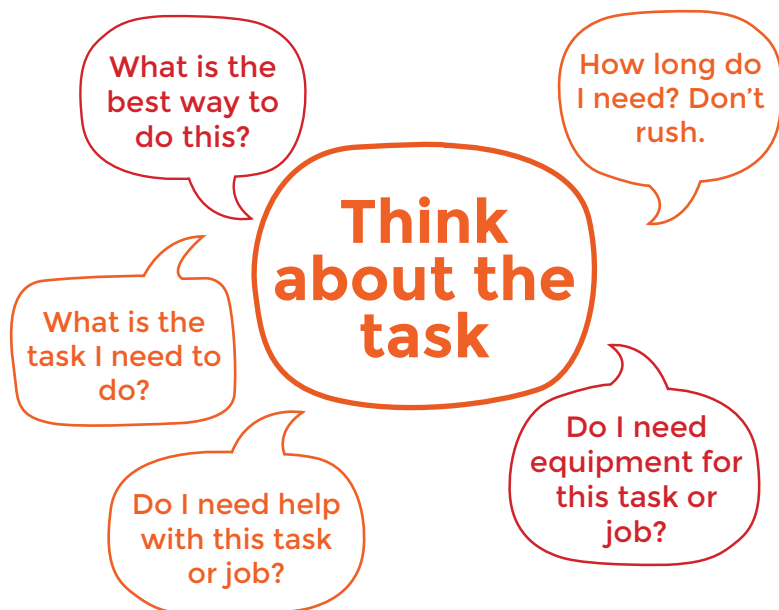 What is the
best way to
do this?
How long do
I need? Don’t
rush.
Think
about the
task
What is the
task I need to
do?
Do I need
equipment for
this task or
job?
Do I need help
with this task
or job?